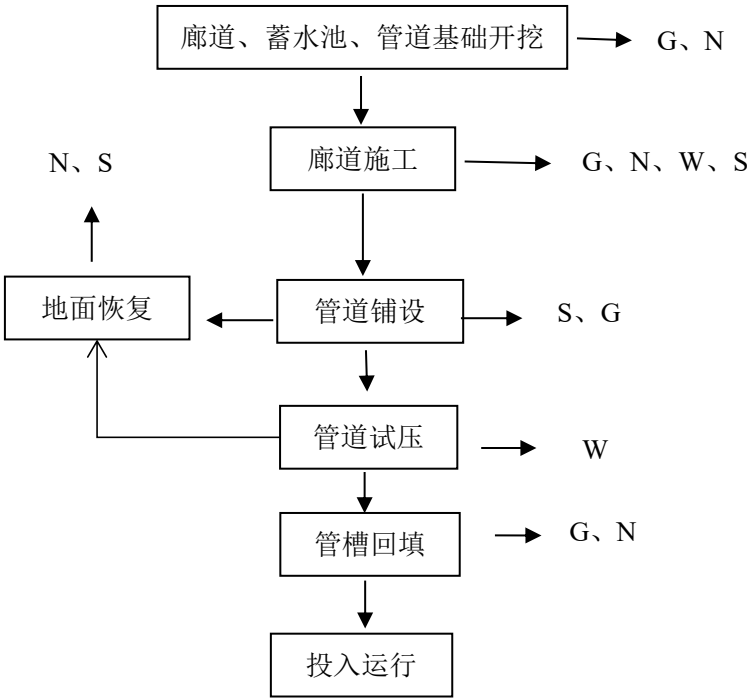 廊道、蓄水池、管道基础开挖
G、N
廊道施工
G、N、W、S
N、S
地面恢复
管道铺设
S、G
管道试压
W
管槽回填
G、N
投入运行